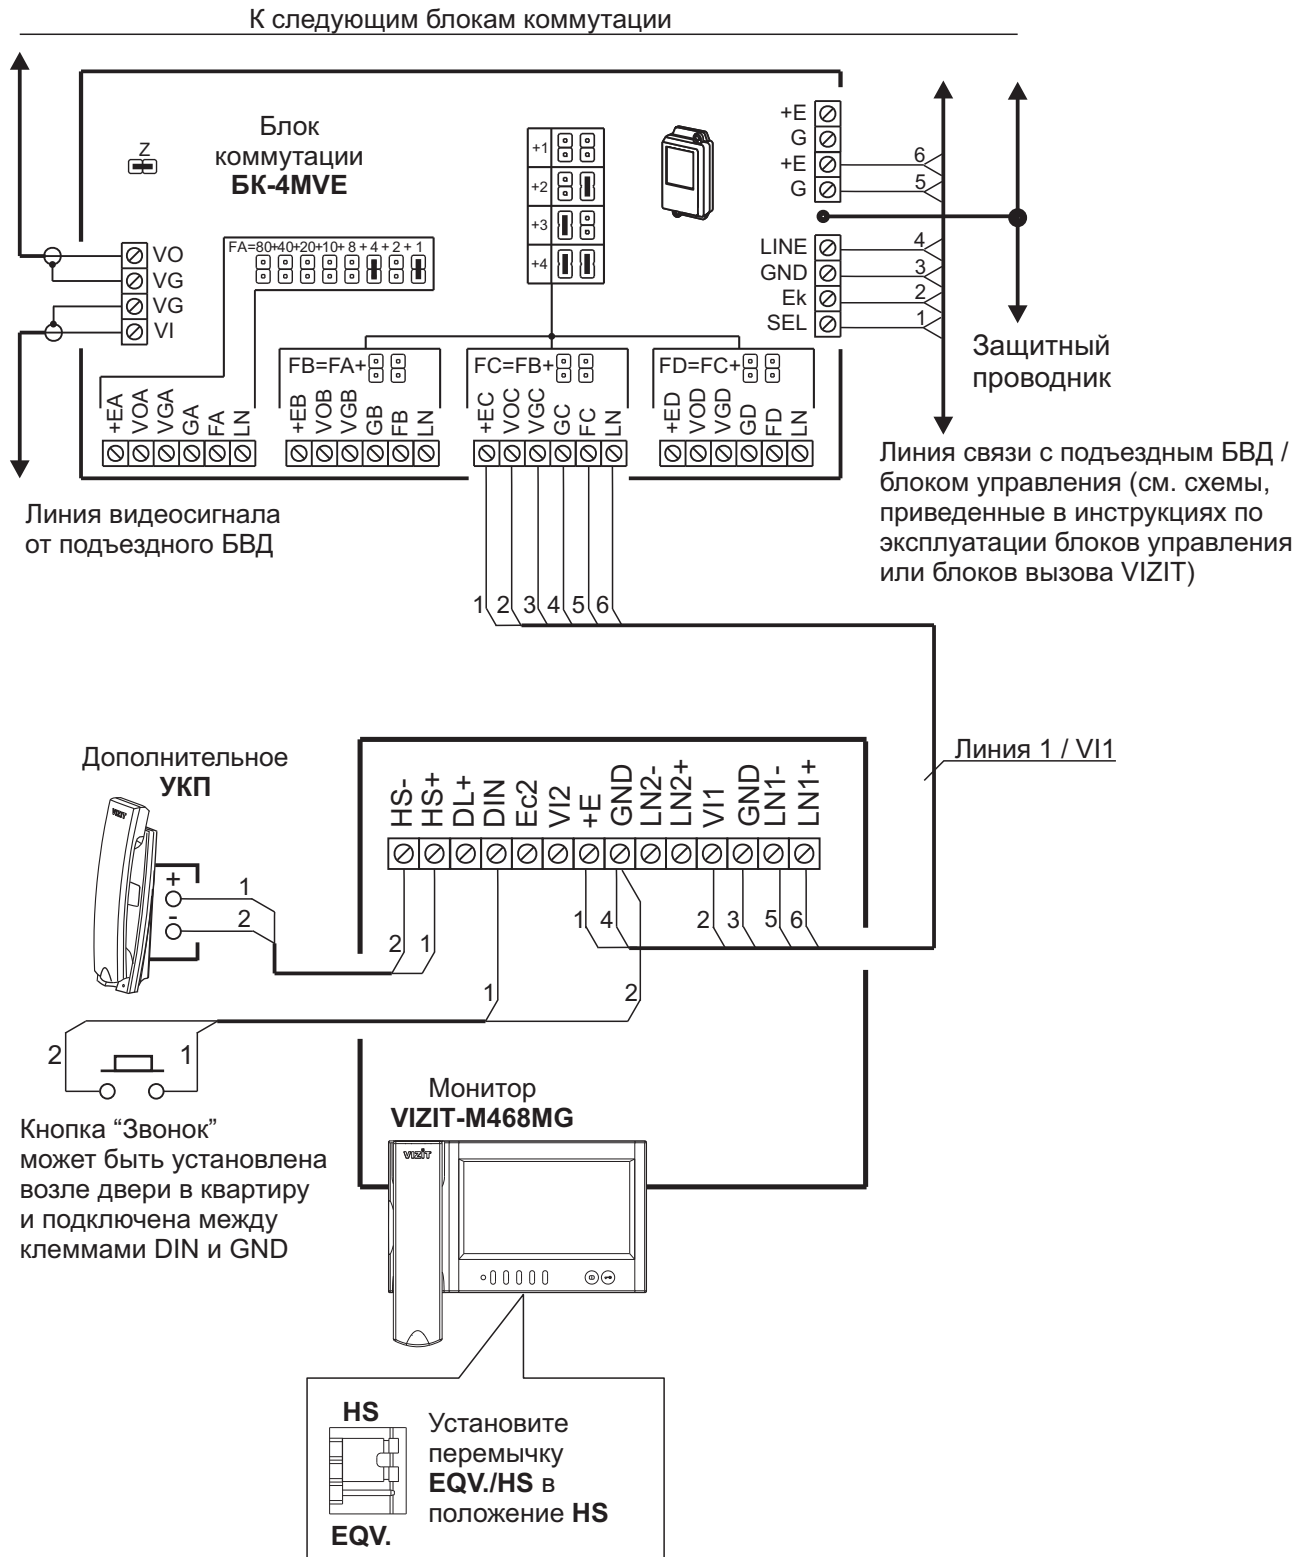 К следующим блокам коммутации
Z
Блок
коммутации
БК-4MVE
+1
+2
+3
+4
+E
G
+E
G
6
5
LINE
GND
Ek
SEL
4
3
2
1
VO
VG
VG
VI
FA=80+40+20+10+ 8 + 4 + 2 + 1
FB=FA+
FC=FB+
FD=FC+
+EA
VOA
VGA
GA
FA
LN
+EB
VOB
VGB
GB
FB
LN
+EC
VOC
VGC
GC
FC
LN
+ED
VOD
VGD
GD
FD
LN
Защитный
проводник
Линия видеосигнала
от подъездного БВД
Линия связи с подъездным БВД /
блоком управления (см. схемы,
приведенные в инструкциях по
эксплуатации блоков управления
или блоков вызова VIZIT)
1 2 3 4 5 6
Линия 1 / VI1
Дополнительное
УКП
VIZIT
+
-
1
2
HS-
HS+
DL+
DIN
Ec2
VI2
+E
GND
LN2-
LN2+
VI1
GND
LN1-
LN1+
2 1
1 4 2 3 5 6
1 2
2 1
Кнопка “Звонок”
может быть установлена
возле двери в квартиру
и подключена между
клеммами DIN и GND
Монитор
VIZIT-M468MG
VIZIT
HS
EQV.
Установите
перемычку
EQV./HS в
положение HS